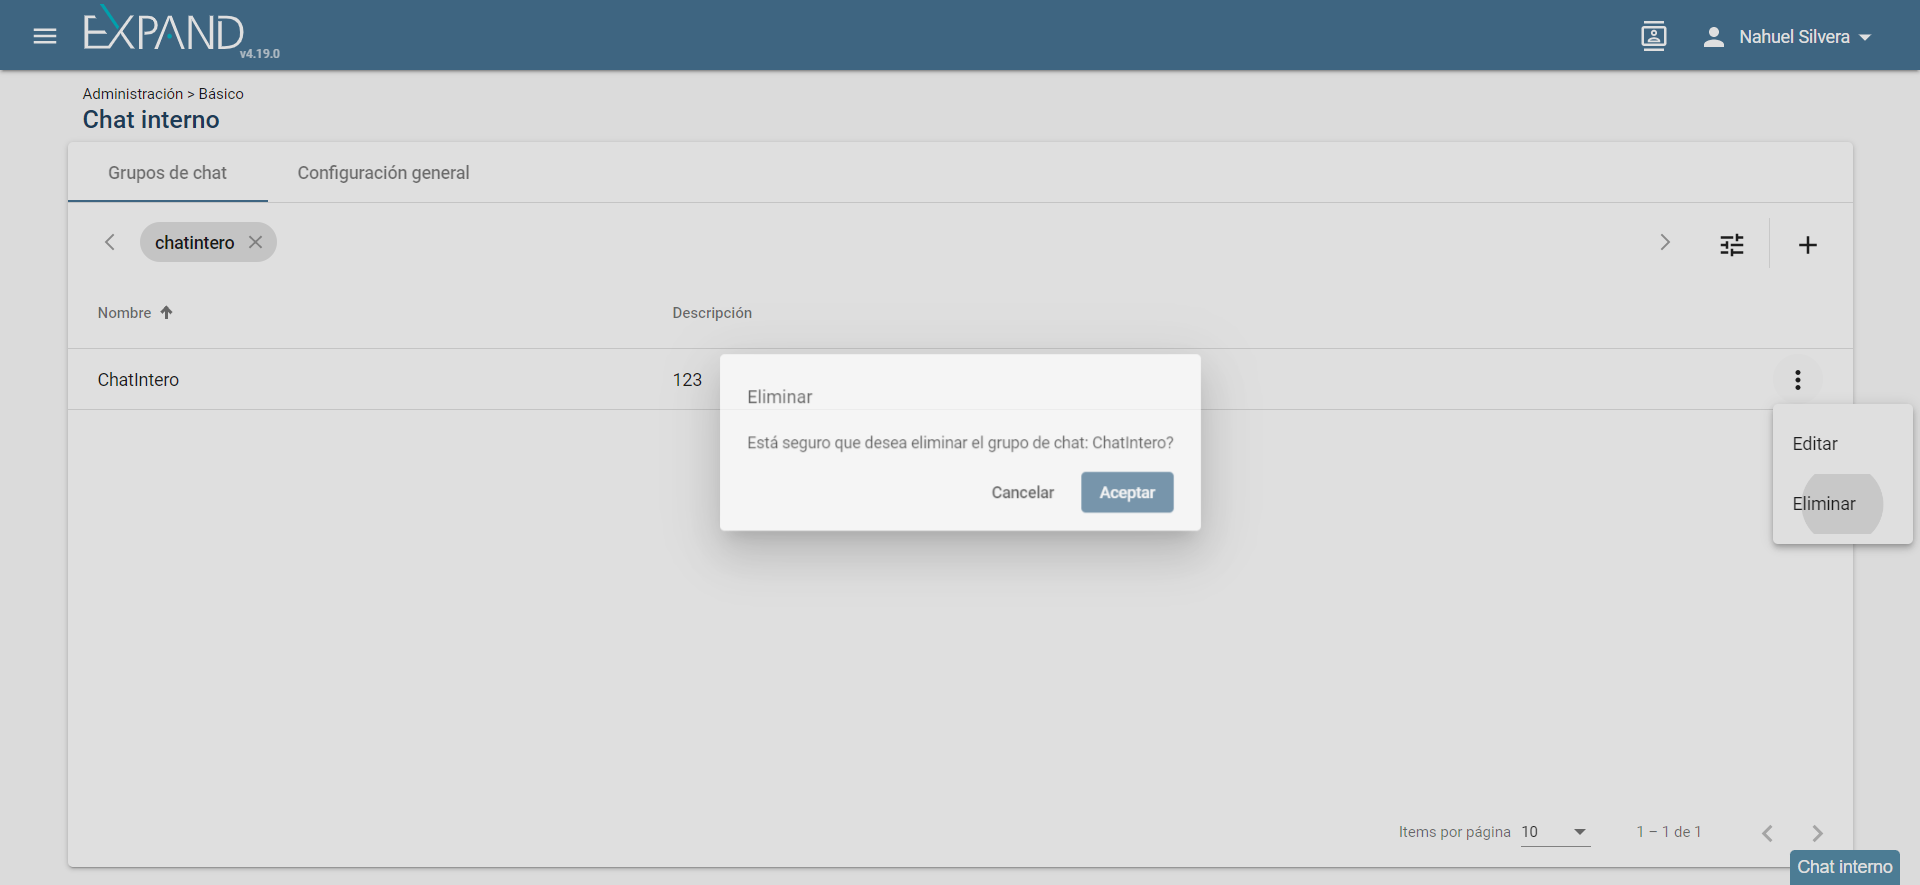 EXPAND
v4.19.0
Nahuel Silvera
Administración > Básico
Chat interno
Grupos de chat
Configuración general
chatintero
Nombre
Descripción
ChatIntero
123
Eliminar
Está seguro que desea eliminar el grupo de chat: ChatIntero?
Cancelar
Aceptar
Editar
Eliminar
Items por página 10
1 – 1 de 1
Chat interno